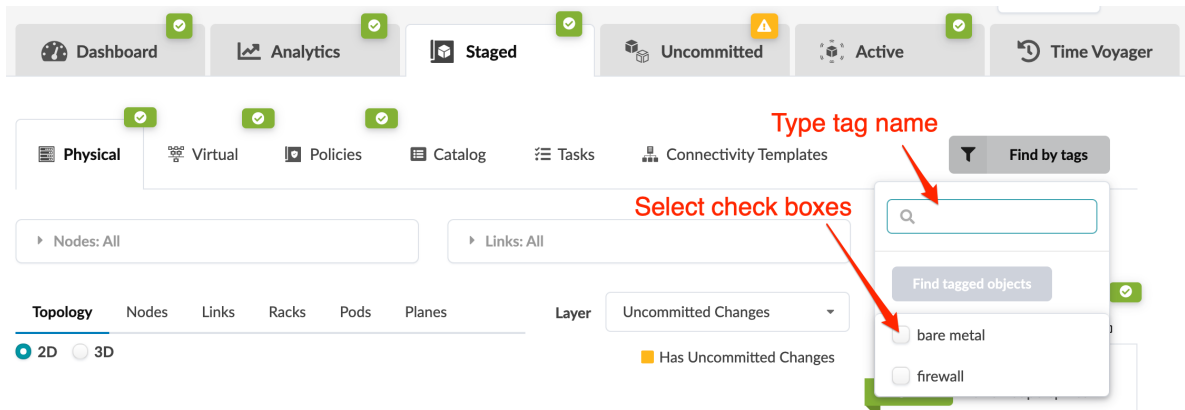 Dashboard
Analytics
Staged
Uncommitted
Active
Time Voyager
Physical
Virtual
Policies
Catalog
Tasks
Connectivity Templates
Type tag name
Find by tags
Select check boxes
Nodes: All
Links: All
Find tagged objects
Topology
Nodes
Links
Racks
Pods
Planes
Layer
Uncommitted Changes
2D
3D
Has Uncommitted Changes
bare metal
firewall